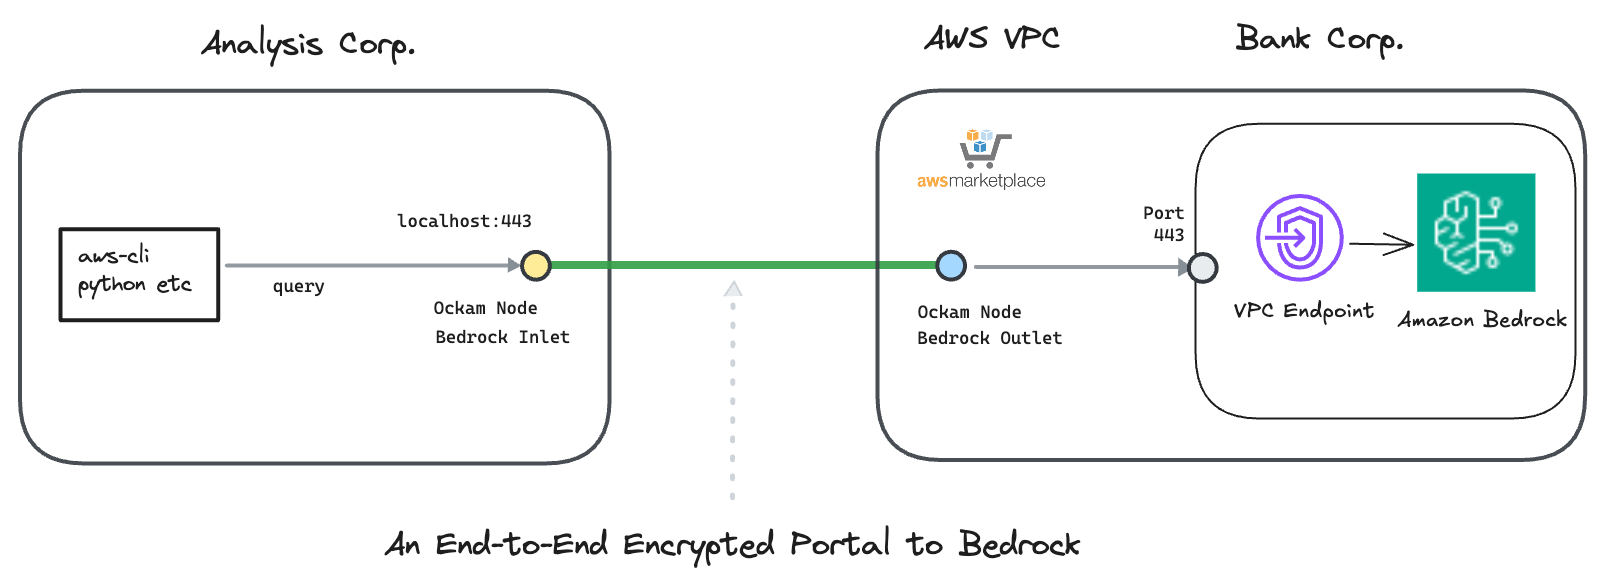 Analysis Corp.
AWS VPC
Bank Corp.
awsmarketplace
localhost:443
Port
443
aws-cli
python etc
query
Ockam Node
Bedrock Inlet
Ockam Node
Bedrock Outlet
VPC Endpoint
Amazon Bedrock
An End-to-End Encrypted Portal to Bedrock